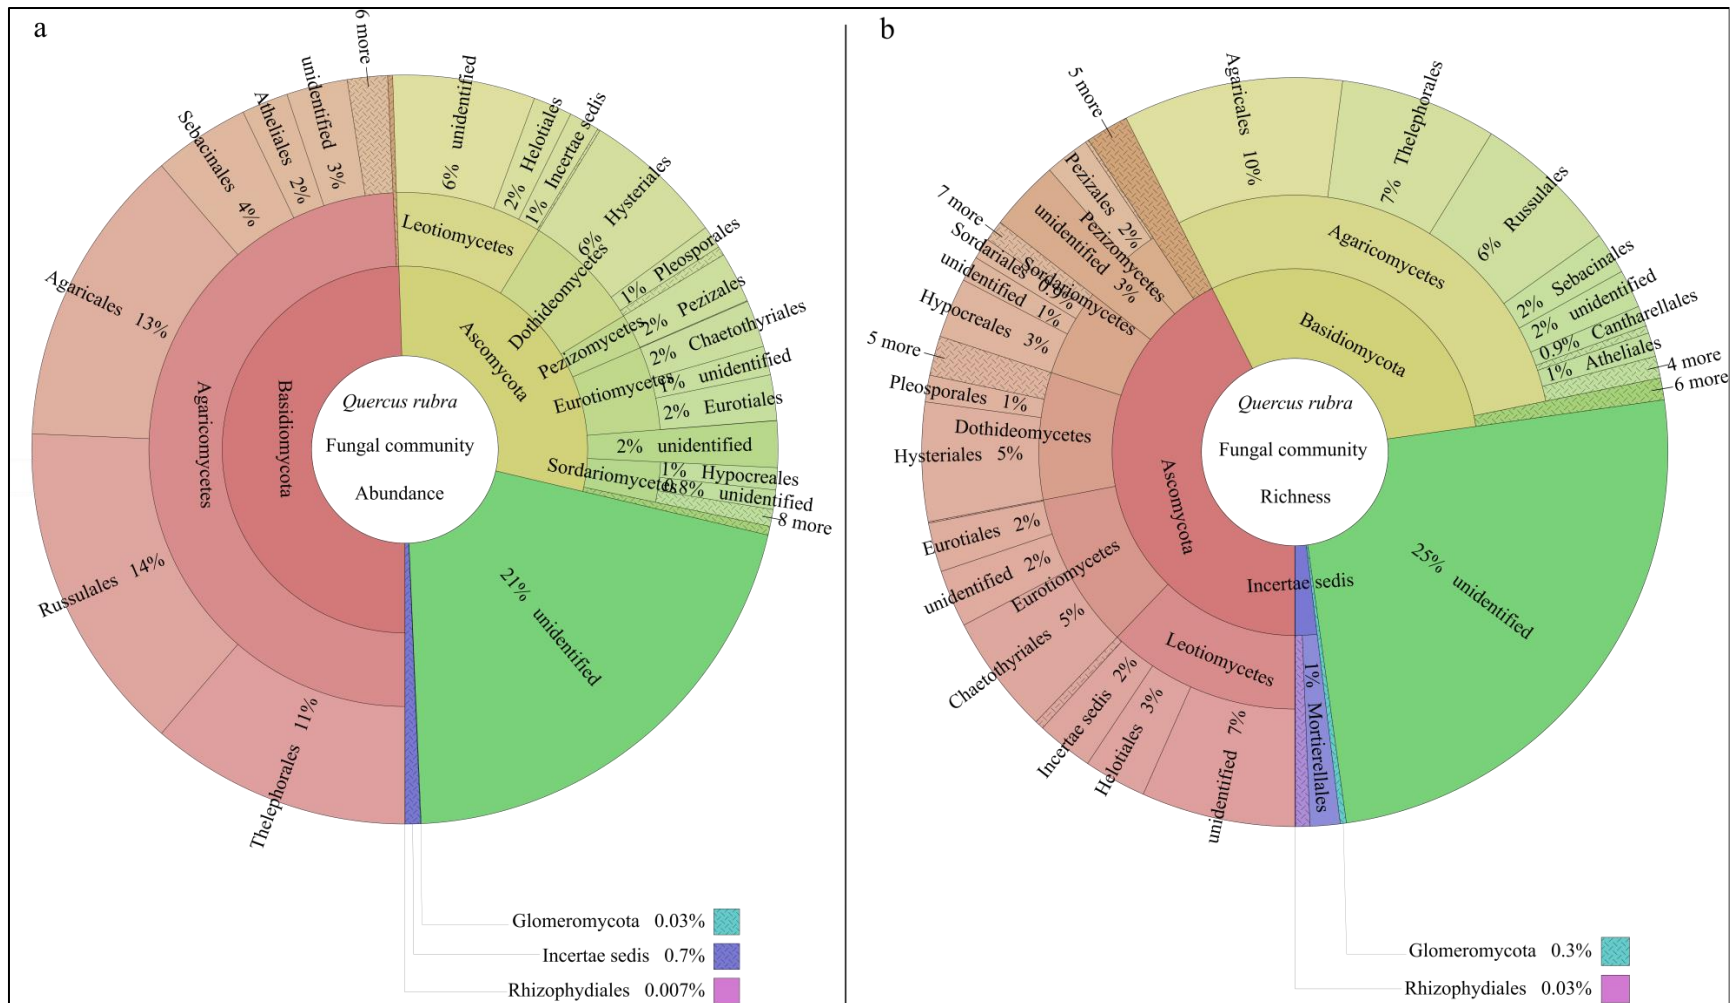 a
6 more
unidentified 3%
Atheliales 2%
Sebacinales 4%
Agaricales 13%
Russulales 14%
Thelephorales 11%
Agaricomycetes
Basidiomycota
Quercus rubra
Fungal community
Abundance
Ascomycota
Leotiomycetes
6% unidentified
2% Helotiales
1% Incertae sedis
Dothideomycetes
6% Hysteriales
1% Pleosporales
Pezizomycetes
2% Pezizales
Eurotiomycetes
2% Chaetothyriales
1% unidentified
2% Eurotiales
2% unidentified
Sordariomycetes
1% Hypocreales
0.8% unidentified
8 more
21% unidentified
Glomeromycota 0.03%
Incertae sedis 0.7%
Rhizophydiales 0.007%
b
5 more
Agaricales 10%
7% Thelephorales
6% Russulales
2% Sebacinales
2% unidentified
0.9% Cantharellales
1% Atheliales
4 more
6 more
Agaricomycetes
Basidiomycota
Quercus rubra
Fungal community
Richness
Ascomycota
Pezizales 2%
Pezizomycetes
unidentified 3%
7 more
Sordariales 0.9%
Sordariomycetes
unidentified 1%
Hypocreales 3%
5 more
Pleosporales 1%
Dothideomycetes
Hysteriales 5%
Eurotiales 2%
unidentified 2%
Eurotiomycetes
Chaetothyriales 5%
Leotiomycetes
Incertae sedis 2%
Helotiales 3%
unidentified 7%
Incertae sedis
1% Mortierellales
25% unidentified
Glomeromycota 0.3%
Rhizophydiales 0.03%